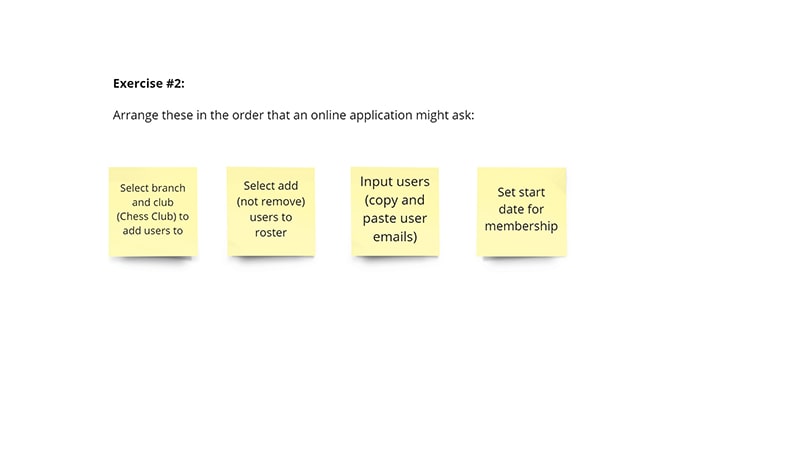 Exercise #2:
Arrange these in the order that an online application might ask:
Select branch
and club
(Chess Club) to
add users to
Select add
(not remove)
users to
roster
Input users
(copy and
paste user
emails)
Set start
date for
membership